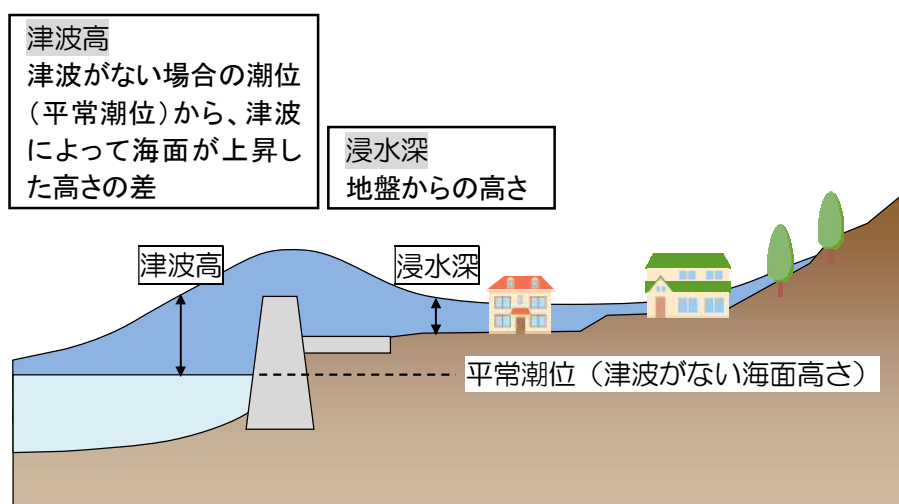 津波高
津波がない場合の潮位
(平常潮位)から、津波
によって海面が上昇し
た高さの差
浸水深
地盤からの高さ
津波高
浸水深
平常潮位(津波がない海面高さ)